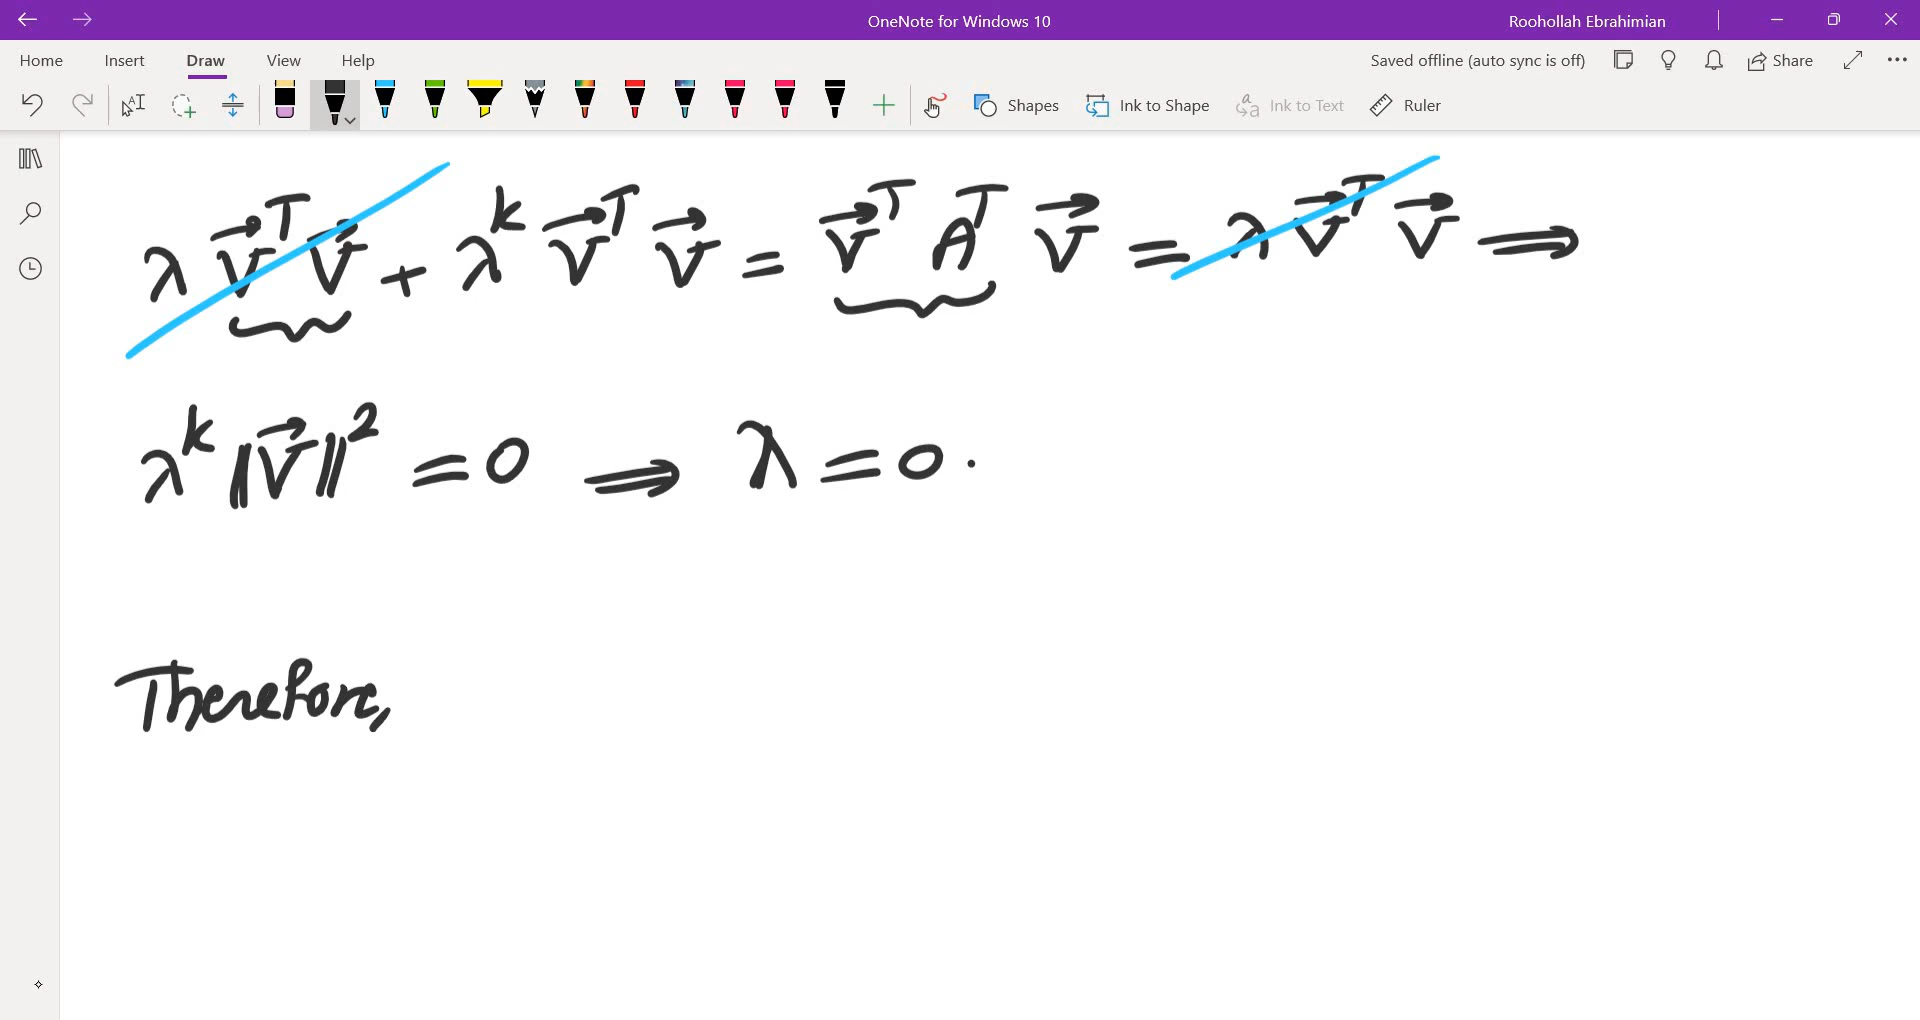 OneNote for Windows 10
Roohollah Ebrahimian
Home Insert Draw View Help
Saved offline (auto sync is off) Share
Shapes Ink to Shape Ink to Text Ruler
λ v⃗ᵀ v⃗ + λᵏ v⃗ᵀ v⃗ = v⃗ᵀ Aᵀ v⃗ = λ v⃗ᵀ v⃗ ⟹
λᵏ ‖v⃗‖² = 0 ⟹ λ = 0 .
Therefore,